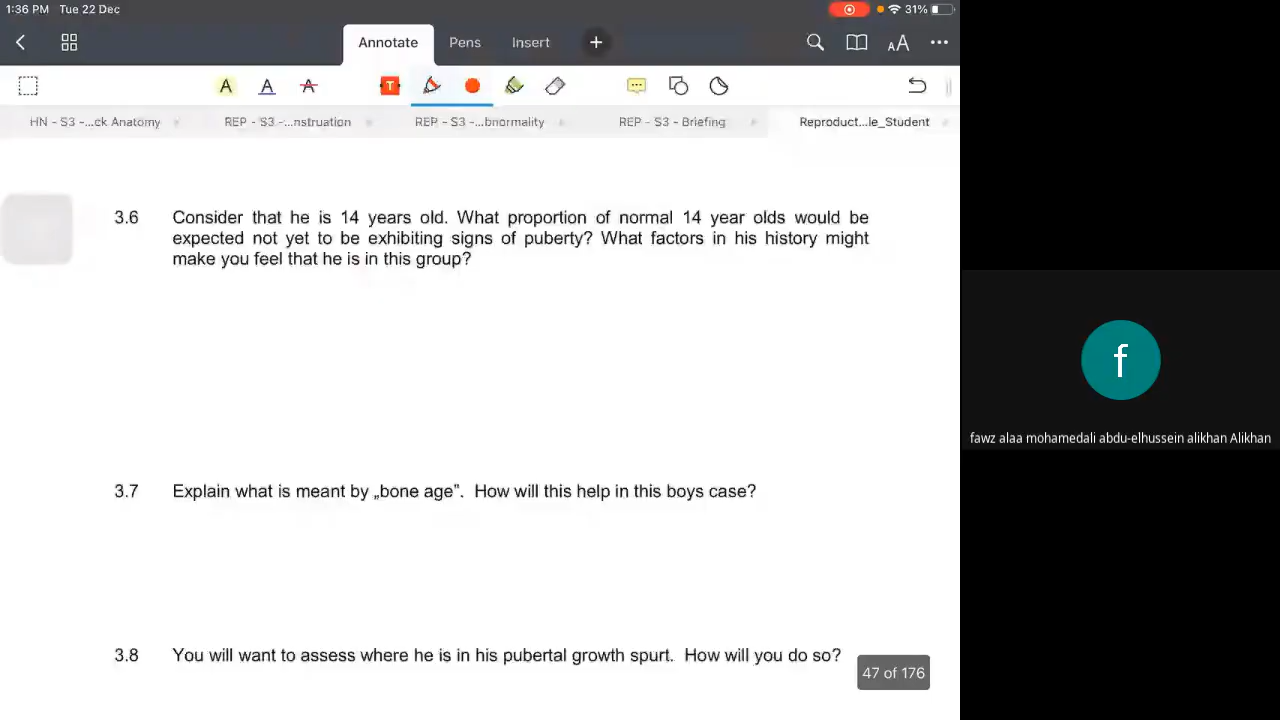 1:36 PM Tue 22 Dec
31%
Annotate Pens Insert +
AA
A A A T
HN - S3 -...ck Anatomy
REP - S3 -...nstruation
REP - S3 -...bnormality
REP - S3 - Briefing
Reproduct...le_Student
3.6 Consider that he is 14 years old. What proportion of normal 14 year olds would be
expected not yet to be exhibiting signs of puberty? What factors in his history might
make you feel that he is in this group?
f
fawz alaa mohamedali abdu-elhussein alikhan Alikhan
3.7 Explain what is meant by „bone age”. How will this help in this boys case?
3.8 You will want to assess where he is in his pubertal growth spurt. How will you do so?
47 of 176